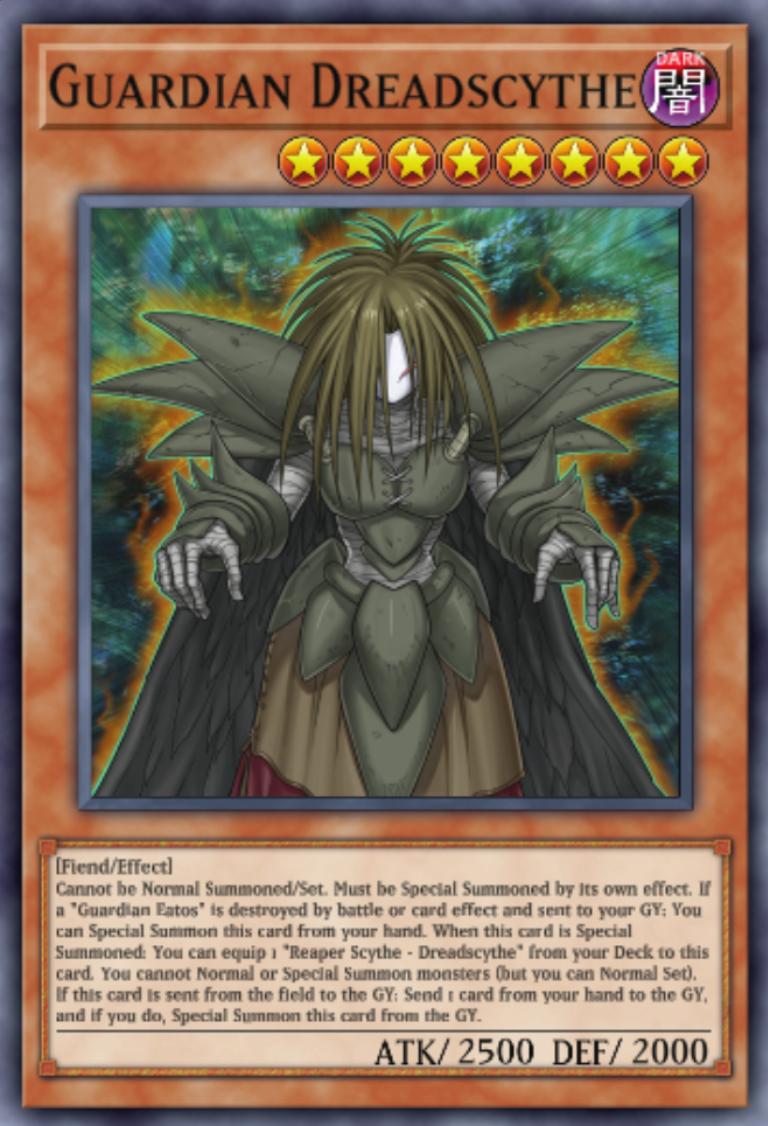 GUARDIAN DREADSCYTHE
DARK
闇
[Fiend/Effect]
Cannot be Normal Summoned/Set. Must be Special Summoned by its own effect. If
a "Guardian Eatos" is destroyed by battle or card effect and sent to your GY: You
can Special Summon this card from your hand. When this card is Special
Summoned: You can equip 1 "Reaper Scythe - Dreadscythe" from your Deck to this
card. You cannot Normal or Special Summon monsters (but you can Normal Set).
If this card is sent from the field to the GY: Send 1 card from your hand to the GY,
and if you do, Special Summon this card from the GY.
ATK/ 2500 DEF/ 2000